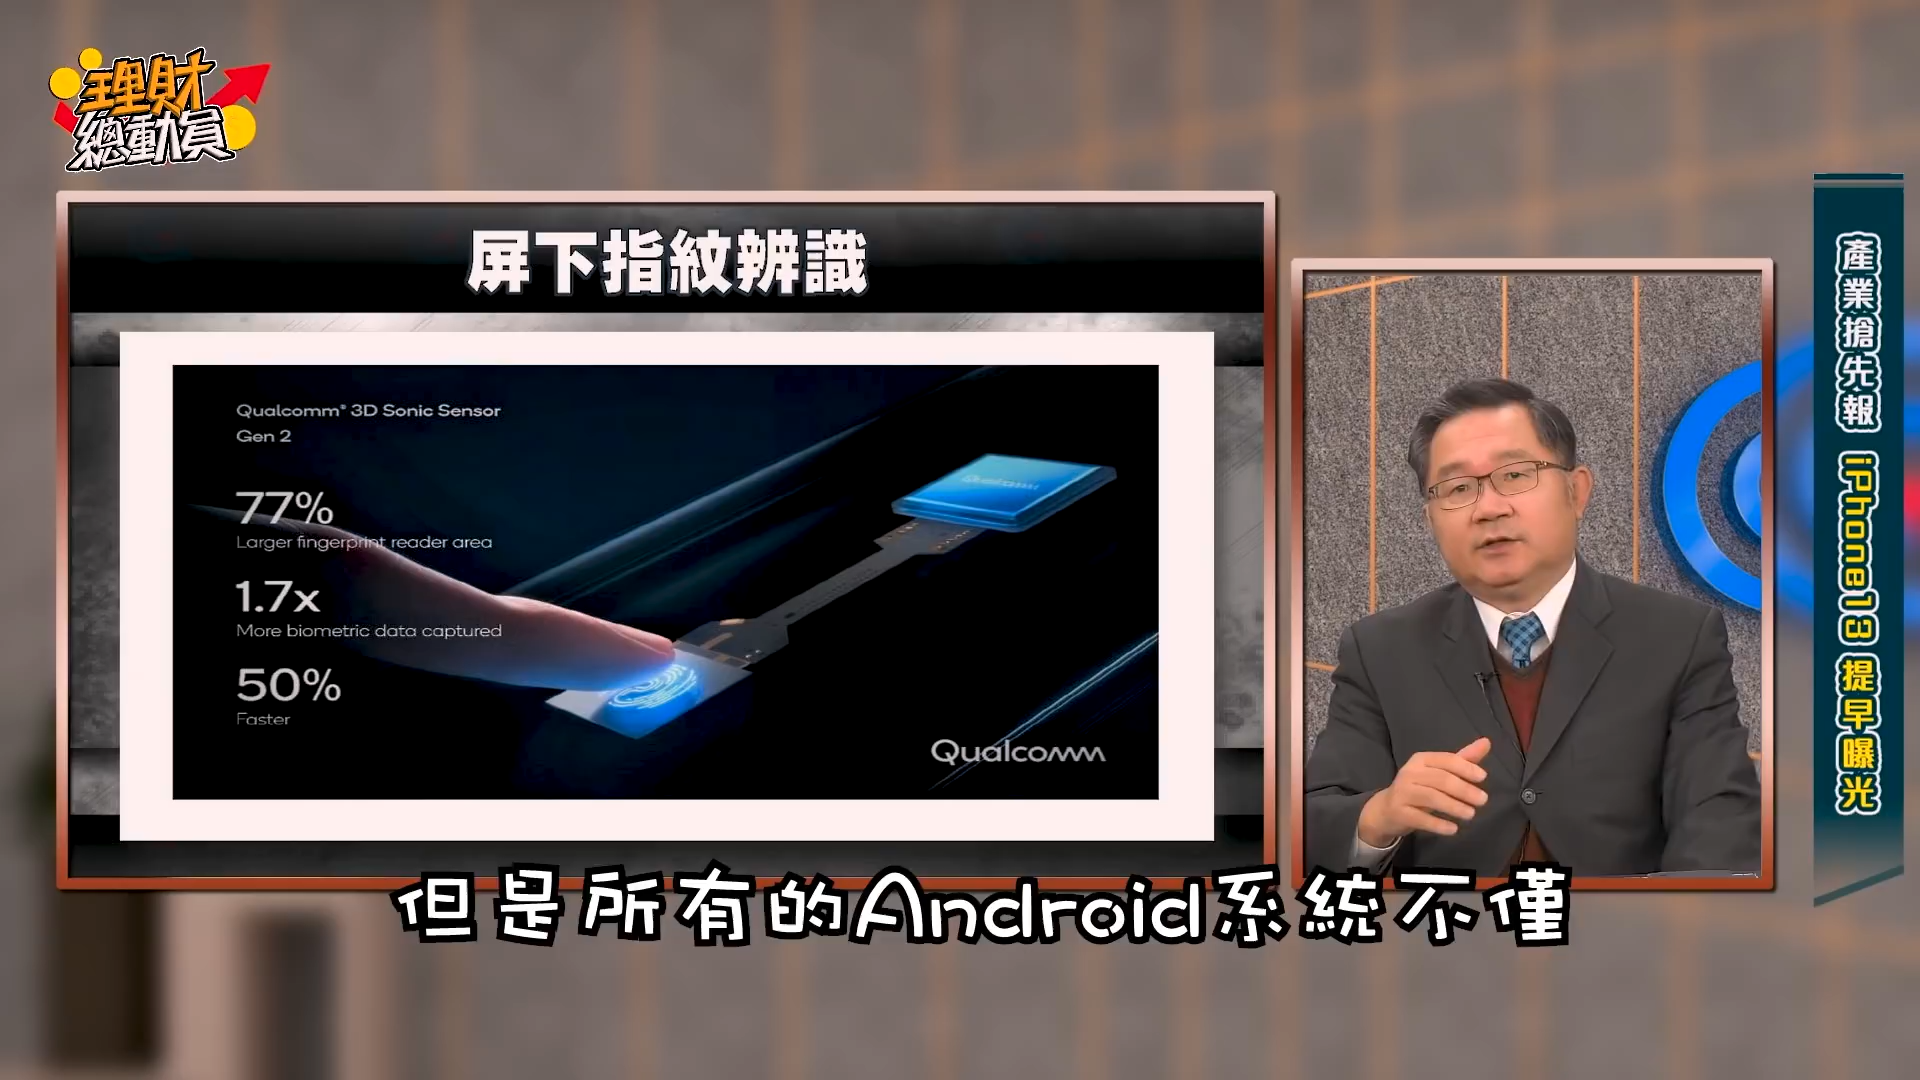 理財
總動員
屏下指紋辨識
Qualcomm® 3D Sonic Sensor
Gen 2
77%
Larger fingerprint reader area
1.7x
More biometric data captured
50%
Faster
Qualcomm
Qualcomm
產業搶先報 iPhone13 提早曝光
但是所有的Android系統不僅